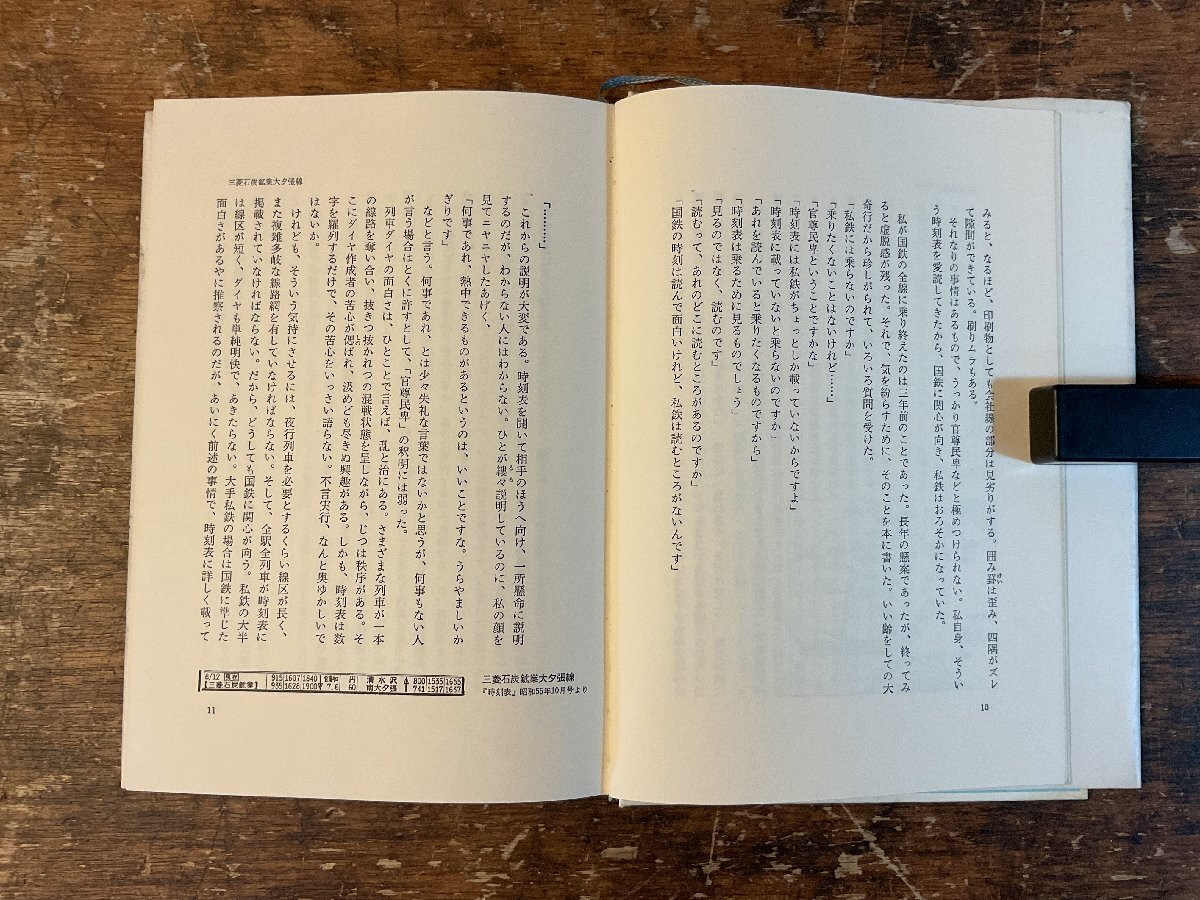 みると、なるほど、印刷物としても会社線の部分は見劣りがする。囲み罫は歪み、四隅がズレ
て隙間ができている。刷りムラもある。
それなりの事情はあるもので、うっかり官尊民卑などと極めつけられない。私自身、そうい
う時刻表を愛読してきたから、国鉄に関心が向き、私鉄はおろそかになっていた。
私が国鉄の全線に乗り終えたのは三年前のことであった。長年の懸案であったが、終ってみ
ると虚脱感が残った。それで、気を紛らすために、そのことを本に書いた。いい齢をしての大
奇行だから珍しがられて、いろいろ質問を受けた。
「私鉄には乗らないのですか」
「乗りたくないことはないけれど……」
「官尊民卑ということですかな」
「時刻表には私鉄がちょっとしか載っていないからですよ」
「時刻表に載っていないと乗らないのですか」
「あれを読んでいると乗りたくなるものですから」
「時刻表は乗るために見るものでしょう」
「見るのではなく、読むのです」
「読むって、あれのどこに読むところがあるのですか」
「国鉄の時刻は読んで面白いけれど、私鉄は読むところがないんです」
10
「………」
これからの説明が大変である。時刻表を開いて相手のほうへ向け、一所懸命に説明
するのだが、わからない人にはわからない。ひとが縷々説明しているのに、私の顔を
見てニヤニヤしたあげく、
「何事であれ、熱中できるものがあるというのは、いいことですな。うらやましいか
ぎりです」
などと言う。何事であれ、とは少々失礼な言葉ではないかと思うが、何事もない人
が言う場合はとくに許すとして、「官尊民卑」の釈明には弱った。
列車ダイヤの面白さは、ひとことで言えば、乱と治にある。さまざまな列車が一本
の線路を奪い合い、抜きつ抜かれつの混戦状態を呈しながら、じつは秩序がある。そ
こにダイヤ作成者の苦心が偲ばれ、汲めども尽きぬ興趣がある。しかも、時刻表は数
字を羅列するだけで、その苦心をいっさい語らない。不言実行、なんと奥ゆかしいで
はないか。
けれども、そういう気持にさせるには、夜行列車を必要とするくらい線区が長く、
また複雑多岐な線路網を有していなければならない。そして、全駅全列車が時刻表に
掲載されていなければならない。だから、どうしても国鉄に関心が向う。私鉄の大半
は線区が短く、ダイヤも単純明快で、あきたらない。大手私鉄の場合は国鉄に準じた
面白さがあるやに推察されるのだが、あいにく前述の事情で、時刻表に詳しく載って
三菱石炭鉱業大夕張線
三菱石炭鉱業大夕張線
『時刻表』昭和55年10月号より
8/12 現在 915 1607 1840 円 清水沢 800 1535 1655
【三菱石炭鉱業】 935 1628 1900 7.6 60 南大夕張 741 1517 1637
11